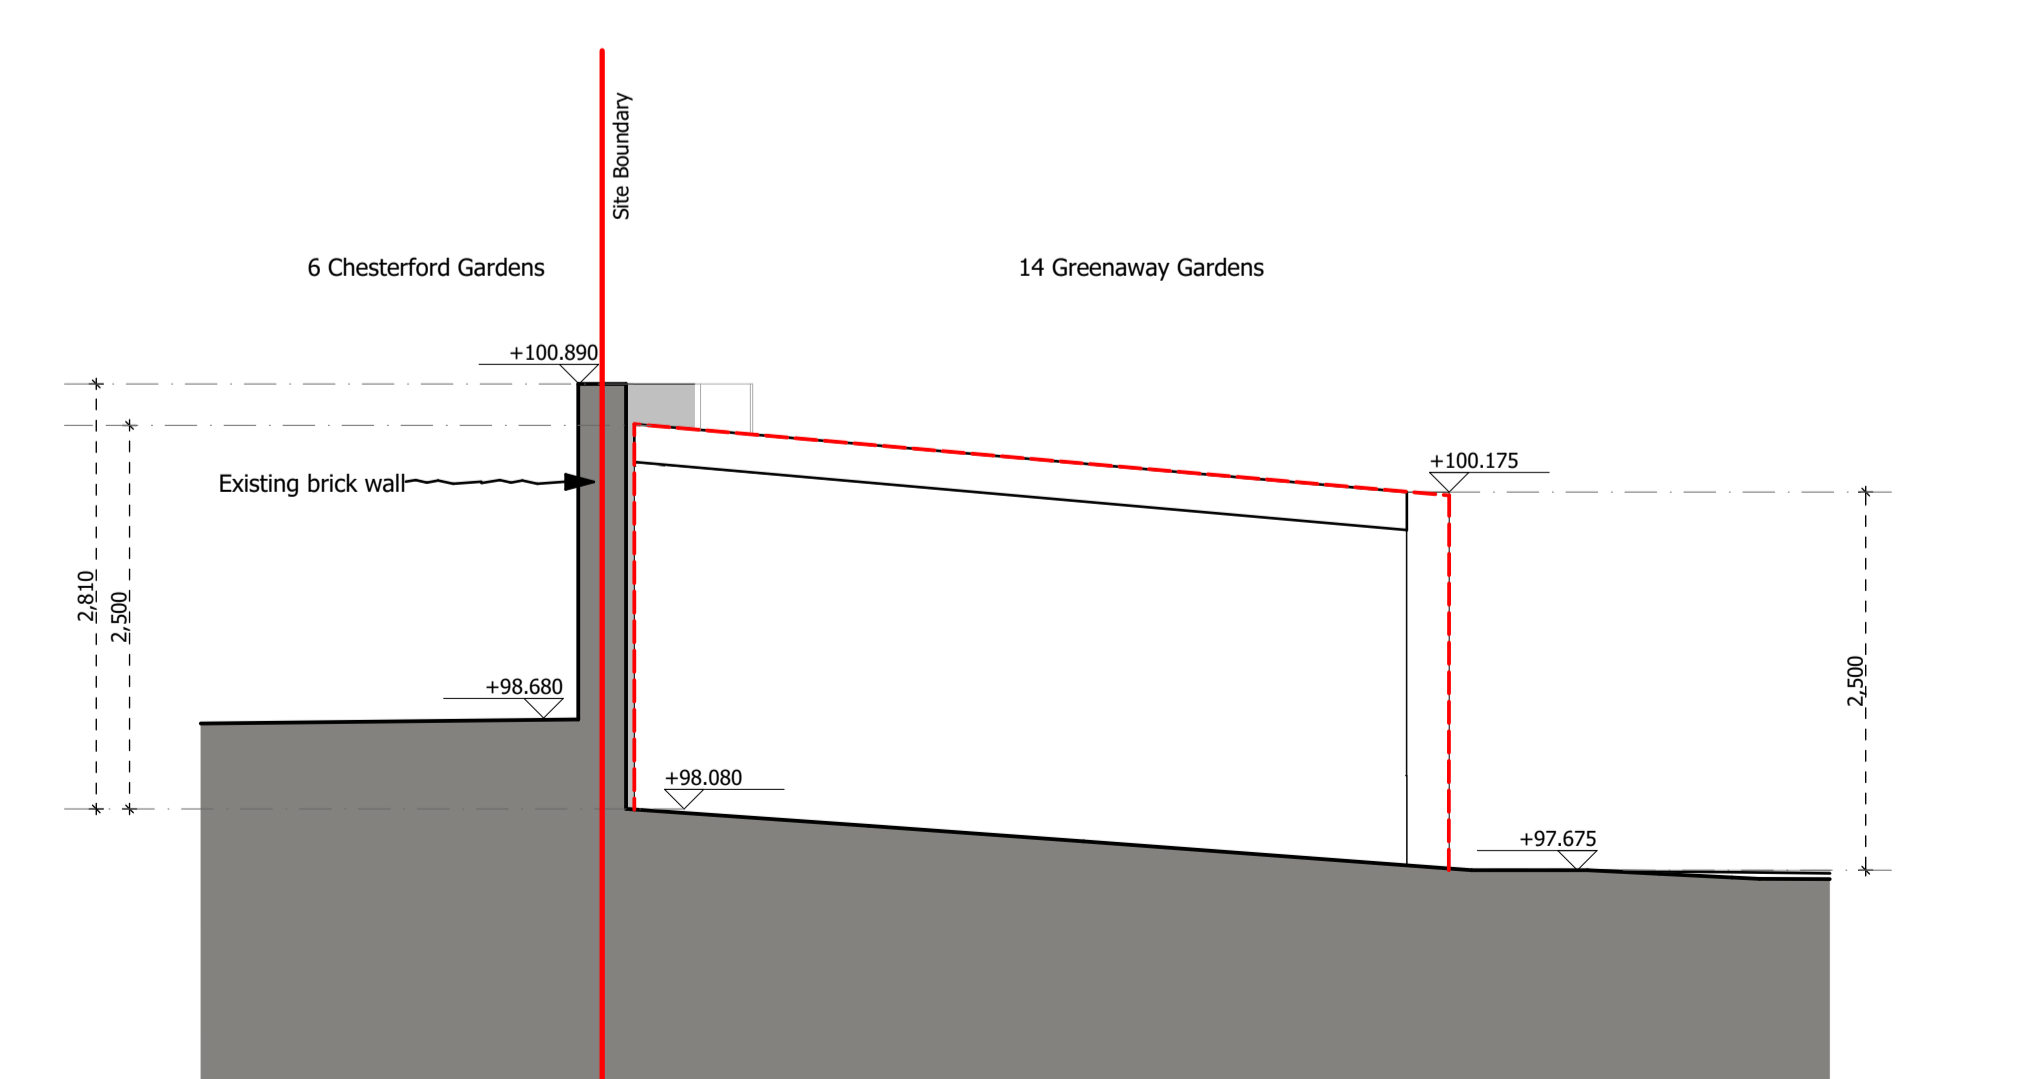 Site Boundary
6 Chesterford Gardens
14 Greenaway Gardens
+100.890
+100.175
Existing brick wall
2,810
2,500
2,500
+98.680
+98.080
+97.675